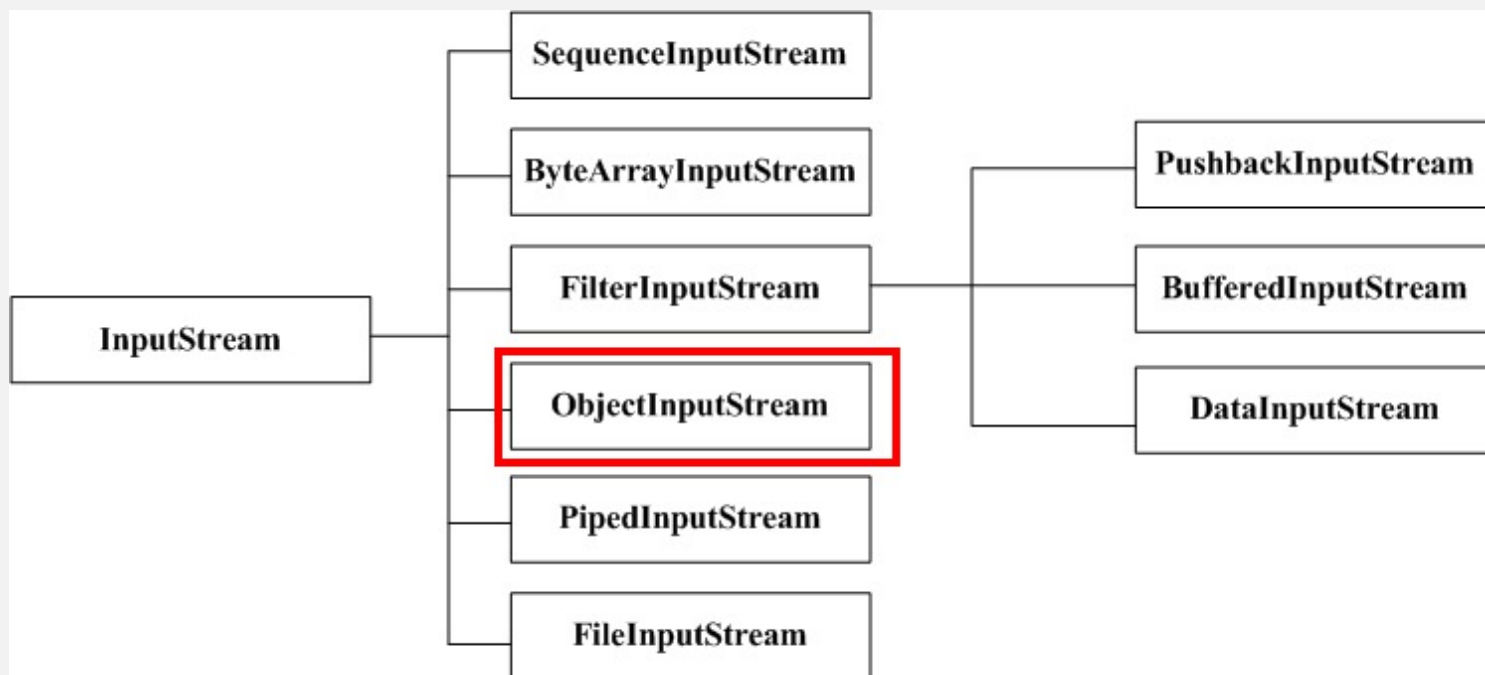 SequenceInputStream
ByteArrayInputStream
FilterInputStream
InputStream
ObjectInputStream
PipedInputStream
FileInputStream
PushbackInputStream
BufferedInputStream
DataInputStream